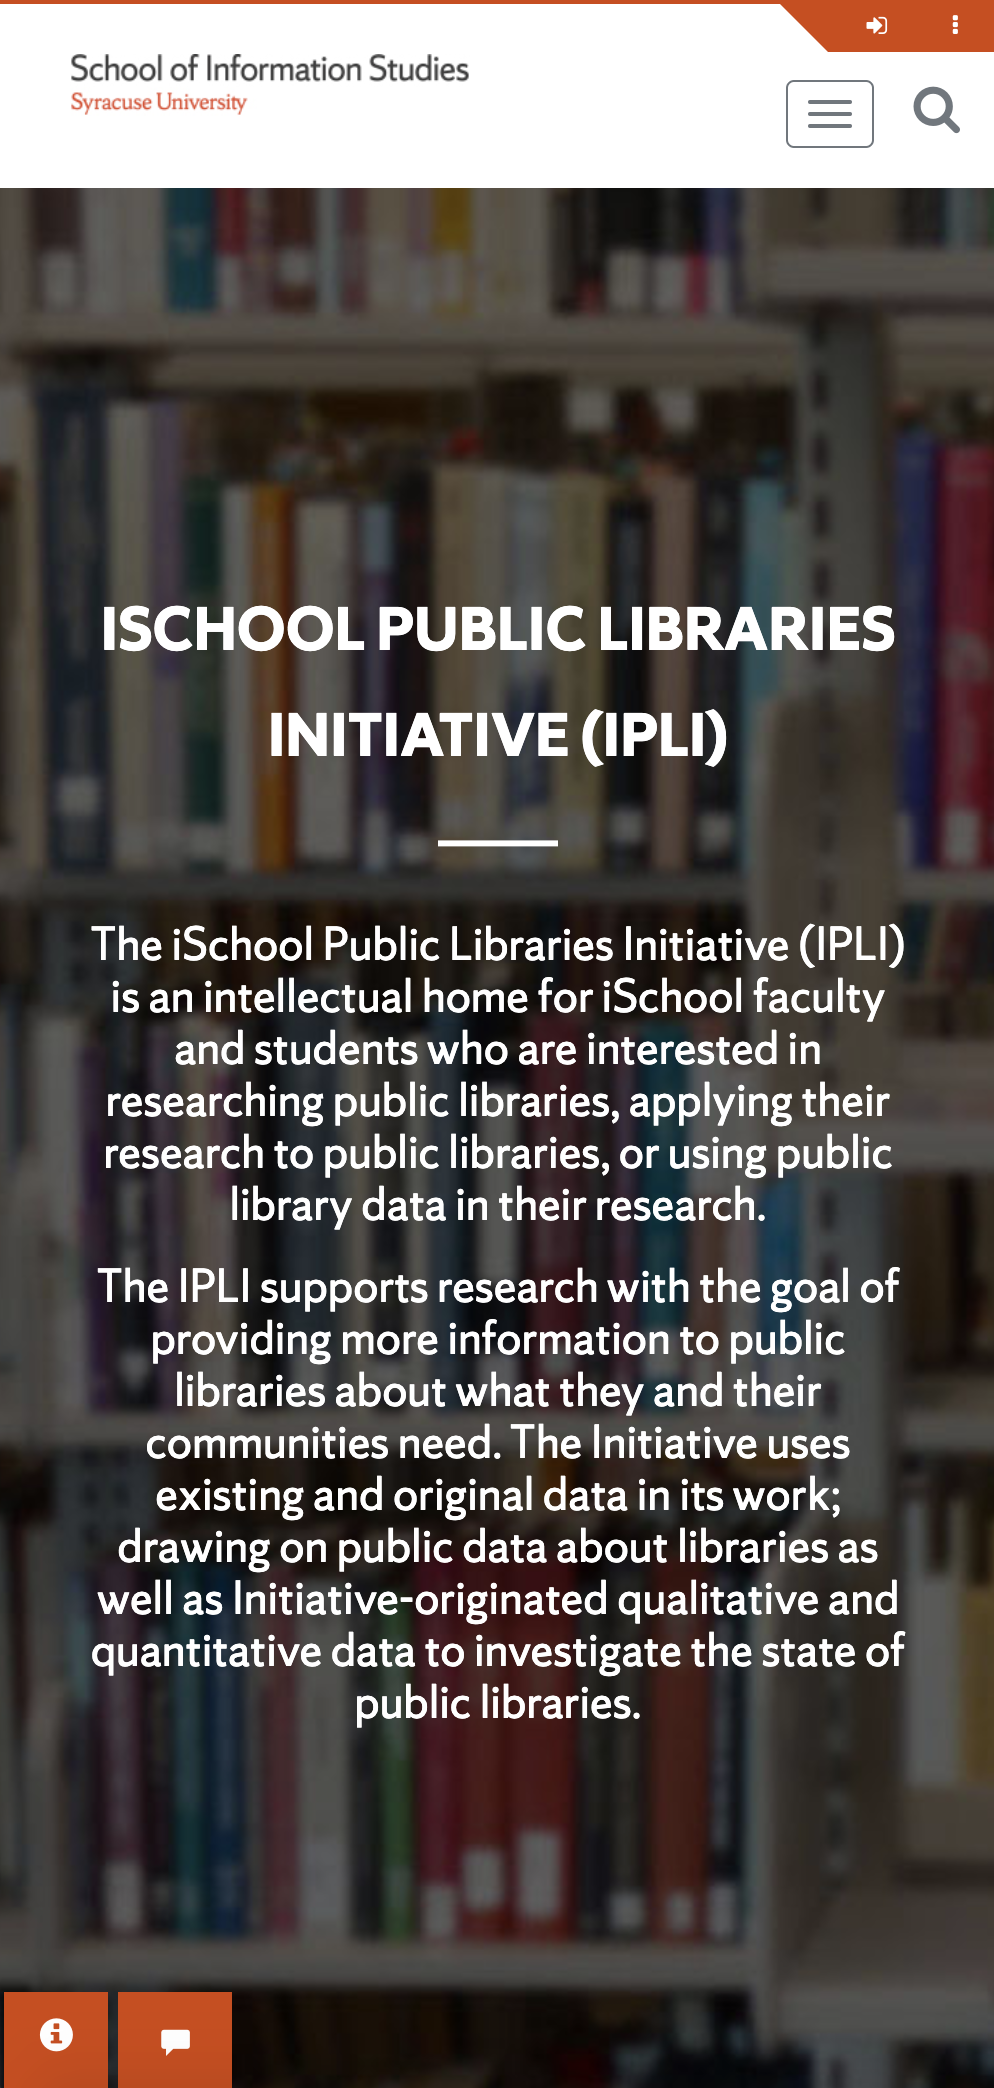 School of Information Studies
Syracuse University
ISCHOOL PUBLIC LIBRARIES
INITIATIVE (IPLI)
The iSchool Public Libraries Initiative (IPLI)
is an intellectual home for iSchool faculty
and students who are interested in
researching public libraries, applying their
research to public libraries, or using public
library data in their research.
The IPLI supports research with the goal of
providing more information to public
libraries about what they and their
communities need. The Initiative uses
existing and original data in its work;
drawing on public data about libraries as
well as Initiative-originated qualitative and
quantitative data to investigate the state of
public libraries.